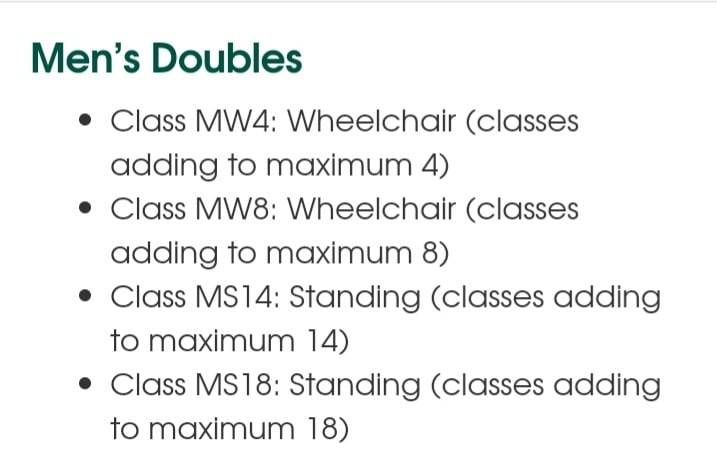 Men’s Doubles
• Class MW4: Wheelchair (classes
adding to maximum 4)
• Class MW8: Wheelchair (classes
adding to maximum 8)
• Class MS14: Standing (classes adding
to maximum 14)
• Class MS18: Standing (classes adding
to maximum 18)